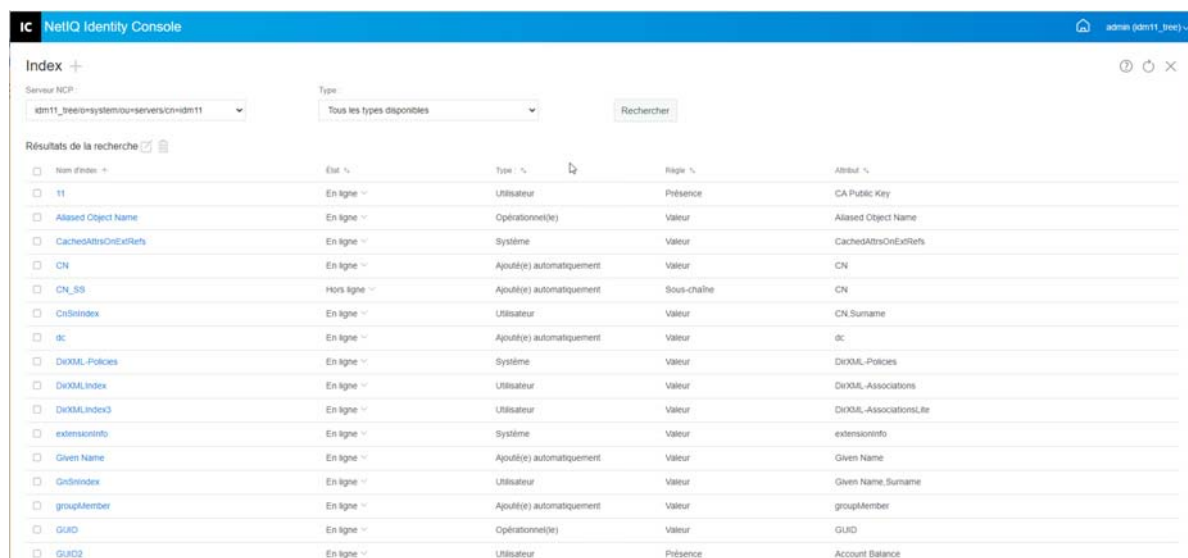 IC NetIQ Identity Console admin (idm11_tree)
Index
Serveur NCP : Type :
idm11_tree/o=system/ou=servers/cn=idm11 Tous les types disponibles Rechercher
Résultats de la recherche
Nom d'index État Type : Règle Attribut
11 En ligne Utilisateur Présence CA Public Key
Aliased Object Name En ligne Opérationnel(le) Valeur Aliased Object Name
CachedAttrsOnExtRefs En ligne Système Valeur CachedAttrsOnExtRefs
CN En ligne Ajouté(e) automatiquement Valeur CN
CN_SS Hors ligne Ajouté(e) automatiquement Sous-chaîne CN
CnSnIndex En ligne Utilisateur Valeur CN,Surname
dc En ligne Ajouté(e) automatiquement Valeur dc
DirXML-Policies En ligne Système Valeur DirXML-Policies
DirXMLIndex En ligne Utilisateur Valeur DirXML-Associations
DirXMLIndex3 En ligne Utilisateur Valeur DirXML-AssociationsLite
extensionInfo En ligne Système Valeur extensionInfo
Given Name En ligne Ajouté(e) automatiquement Valeur Given Name
GnSnIndex En ligne Utilisateur Valeur Given Name,Surname
groupMember En ligne Ajouté(e) automatiquement Valeur groupMember
GUID En ligne Opérationnel(le) Valeur GUID
GUID2 En ligne Utilisateur Présence Account Balance